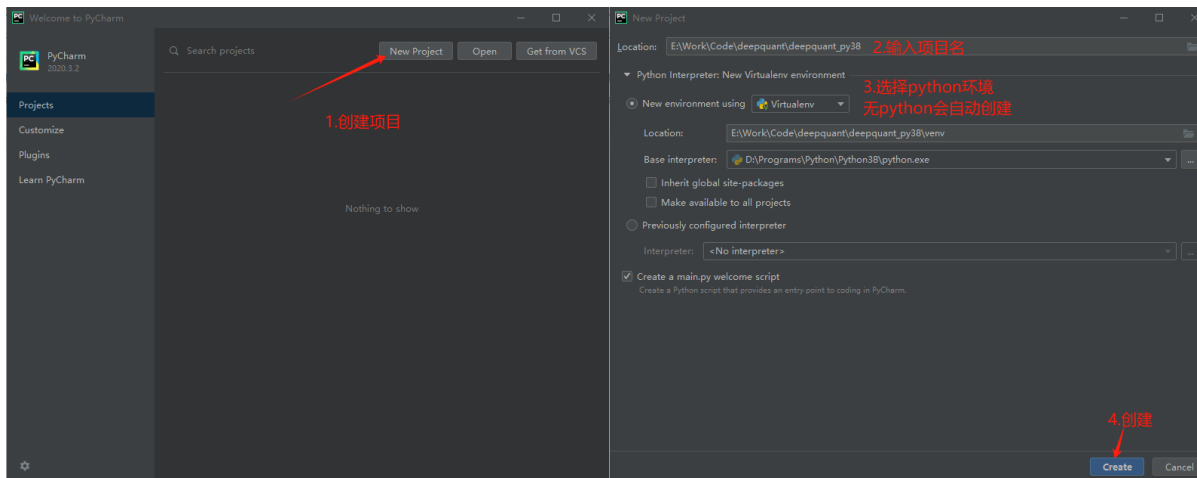 Welcome to PyCharm
PyCharm
2020.3.2
Search projects
New Project
Open
Get from VCS
Projects
Customize
Plugins
Learn PyCharm
1.创建项目
Nothing to show
New Project
Location: E:\Work\Code\deepquant\deepquant_py38 2.输入项目名
Python Interpreter: New Virtualenv environment
3.选择python环境
无python会自动创建
New environment using Virtualenv
Location: E:\Work\Code\deepquant\deepquant_py38\venv
Base interpreter: D:\Programs\Python\Python38\python.exe
Inherit global site-packages
Make available to all projects
Previously configured interpreter
Interpreter: <No interpreter>
Create a main.py welcome script
Create a Python script that provides an entry point to coding in PyCharm.
4.创建
Create
Cancel